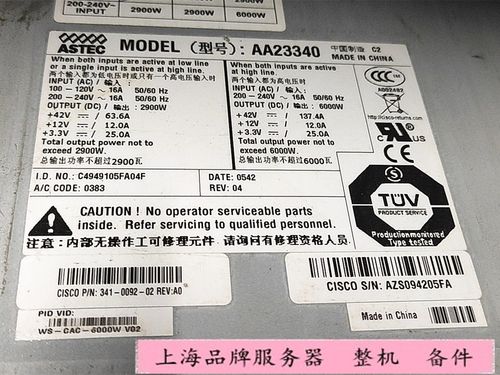 200-240V~ 2900W 2900W
INPUT 6000W
ASTEC MODEL (型号): AA23340 中国制造 C2
MADE IN CHINA
When both inputs are active at low line
or a single input is active at high line.
两个输入都为低电压时或只有一个高电压输入时
INPUT (AC) / 输入:
100 - 120V ~ 16A 50/60 Hz
200 - 240V ~ 16A 50/60 Hz
OUTPUT (DC) / 输出: 2900W
+42V 63.6A
+12V 12.0A
+3.3V 25.0A
Total output power not to
exceed 2900W.
总输出功率不超过2900瓦
When both inputs are active
at high line.
两个输入都为高电压时
INPUT (AC) / 输入:
200 - 240V ~ 16A 50/60 Hz
OUTPUT (DC) / 输出: 6000W
+42V 137.4A
+12V 12.0A
+3.3V 25.0A
Total output power not to
exceed 6000W.
总输出功率不超过6000瓦
CCC
A002482
http://cisco-returns.com
C UL US
CE
I.D. NO.: C4949105FA04F DATE: 0542
A/C CODE: 0383 REV: 04
TÜV
PRODUCT SERVICE
Production monitored
Type tested
CAUTION ! No operator serviceable parts
inside. Refer servicing to qualified personnel.
注意: 内部无操作工可修理元件. 请询问有修理资格人员.
CISCO P/N: 341-0092-02 REV:A0
CISCO S/N: AZS094205FA
PID VID:
WS-CAC-6000W V02
Made in China
上海品牌服务器 整机 备件